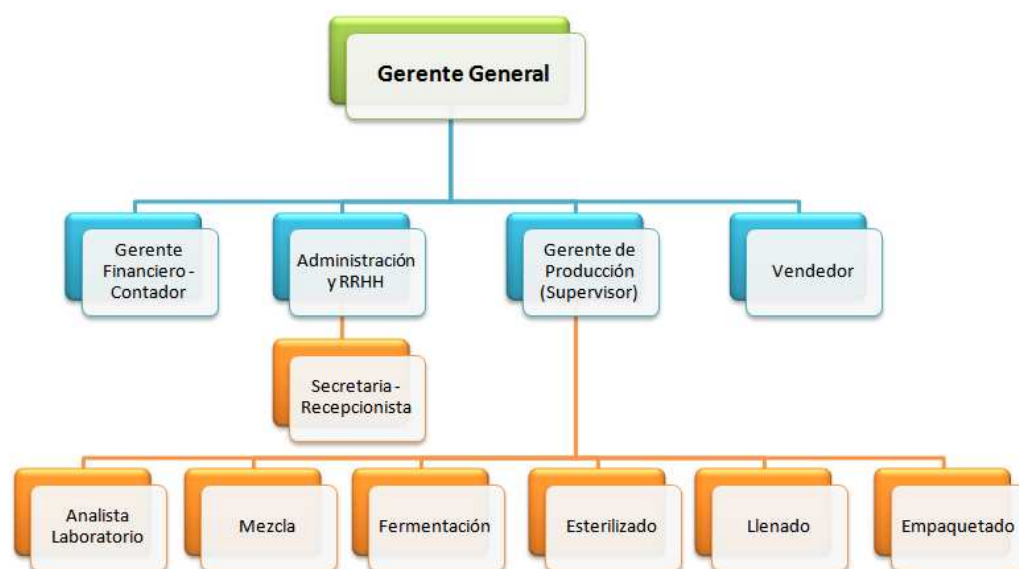 Gerente General
Gerente
Financiero -
Contador
Administración
y RRHH
Gerente de
Producción
(Supervisor)
Vendedor
Secretaria -
Recepcionista
Analista
Laboratorio
Mezcla
Fermentación
Esterilizado
Llenado
Empaquetado